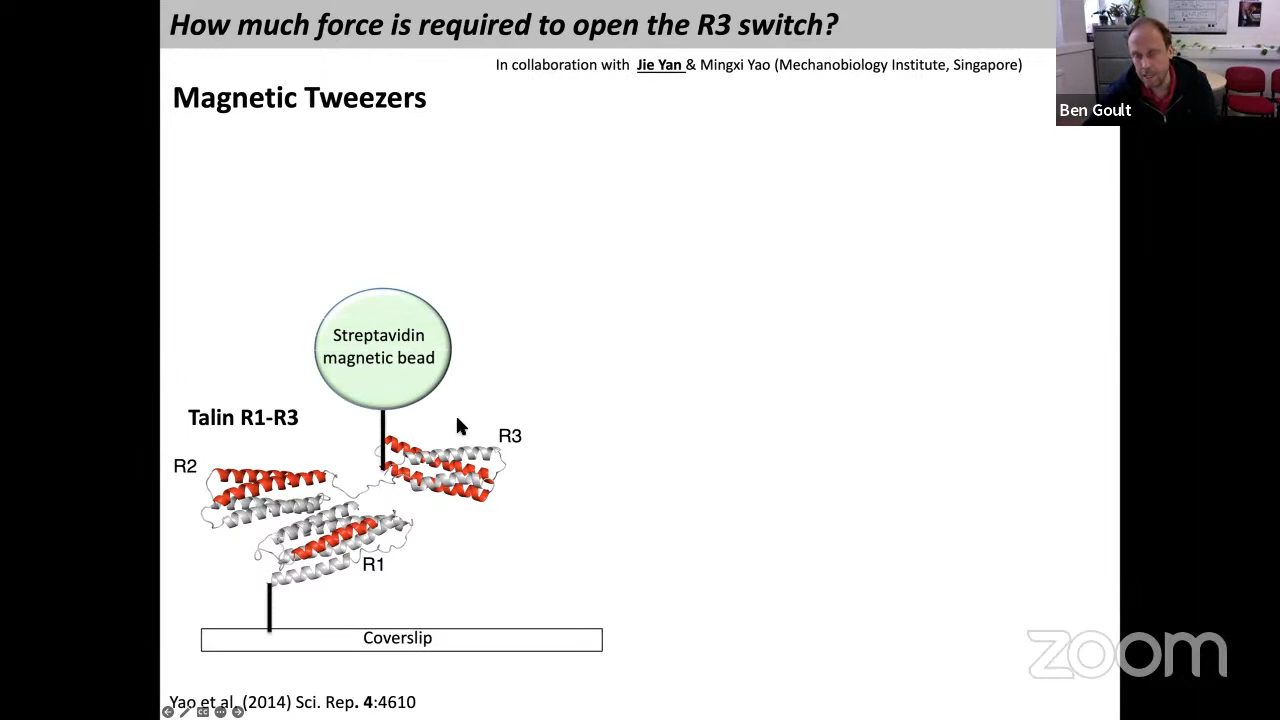 How much force is required to open the R3 switch?
In collaboration with Jie Yan & Mingxi Yao (Mechanobiology Institute, Singapore)
Magnetic Tweezers
Ben Goult
Streptavidin
magnetic bead
Talin R1-R3
R3
R2
R1
Coverslip
zoom
Yao et al. (2014) Sci. Rep. 4:4610